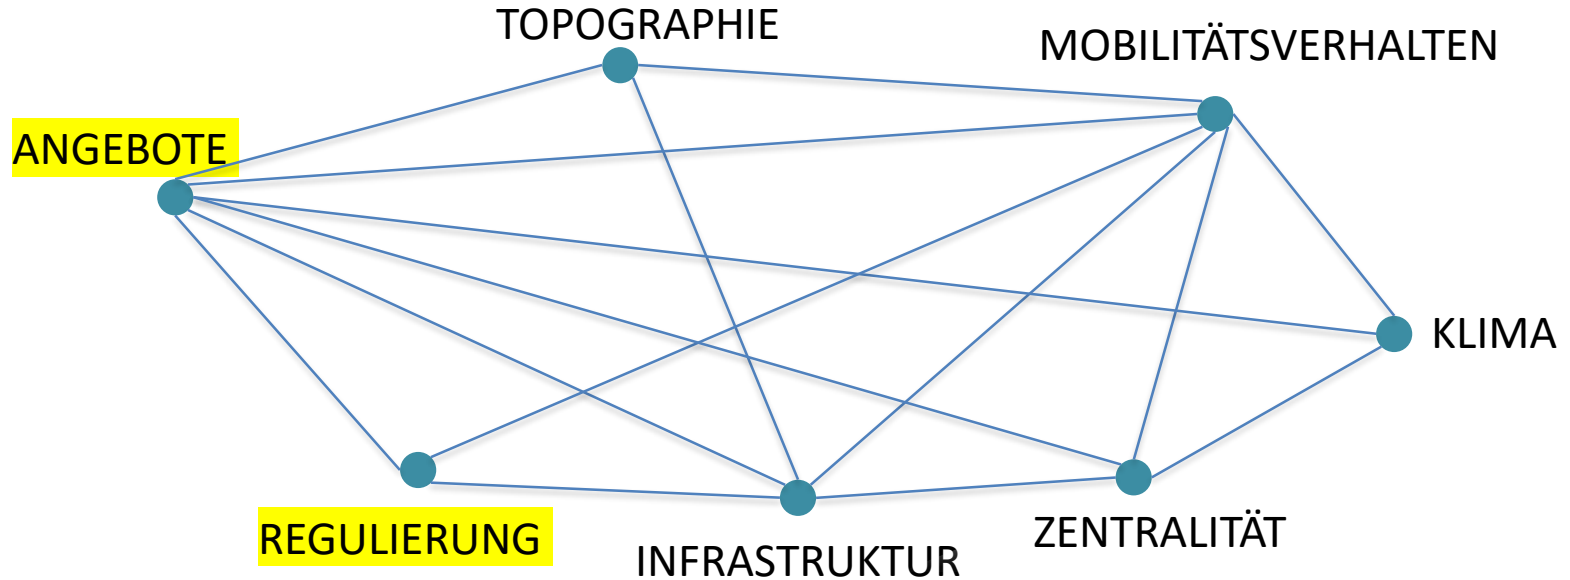 TOPOGRAPHIE
MOBILITÄTSVERHALTEN
ANGEBOTE
KLIMA
REGULIERUNG
INFRASTRUKTUR
ZENTRALITÄT